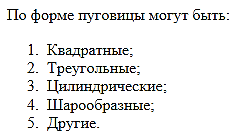 По форме пуговицы могут быть:
1. Квадратные;
2. Треугольные;
3. Цилиндрические;
4. Шарообразные;
5. Другие.